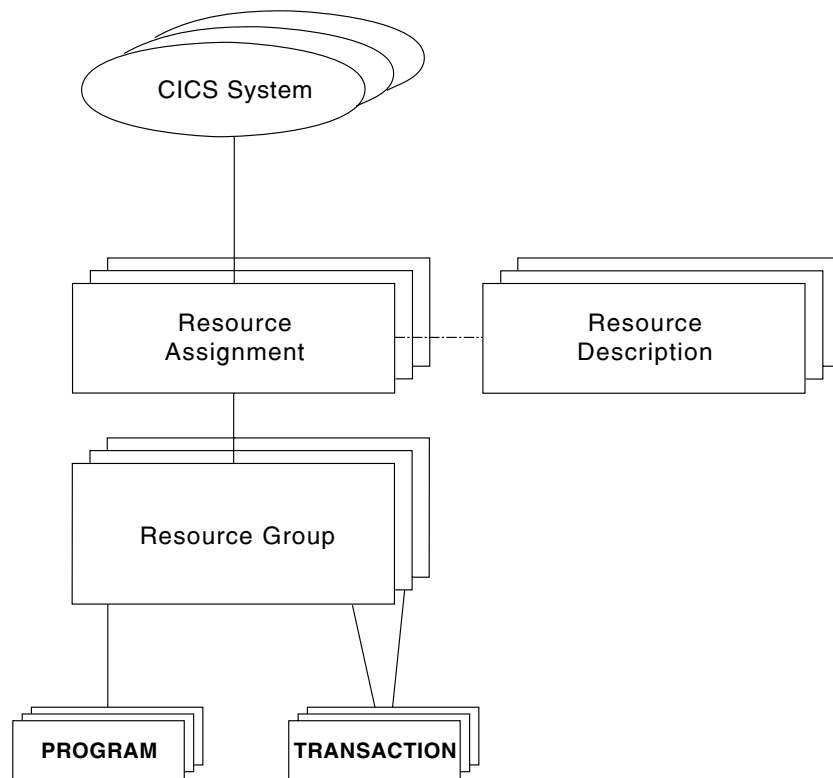 CICS System
Resource
Assignment
Resource
Description
Resource Group
PROGRAM
TRANSACTION